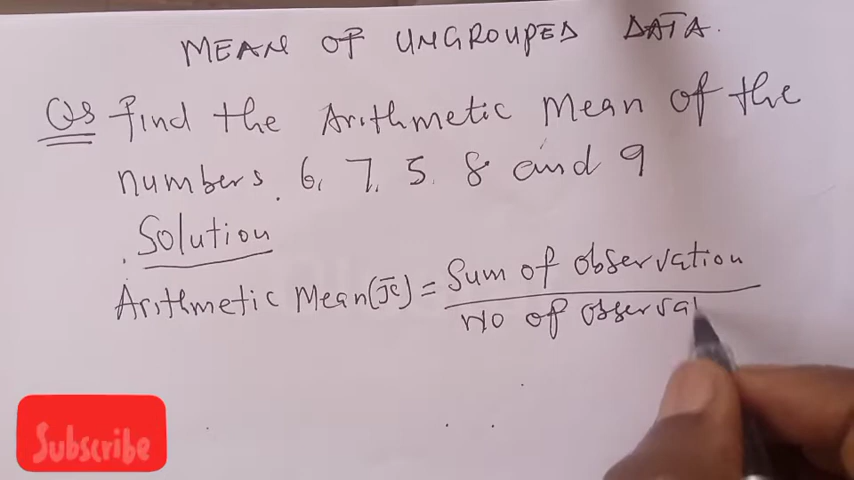 MEAN OF UNGROUPED DATA.
Qs find the Arithmetic Mean of the
numbers. 6, 7, 5, 8 and 9
Solution
Arithmetic Mean(x̄) = Sum of observation
No of observa
Subscribe